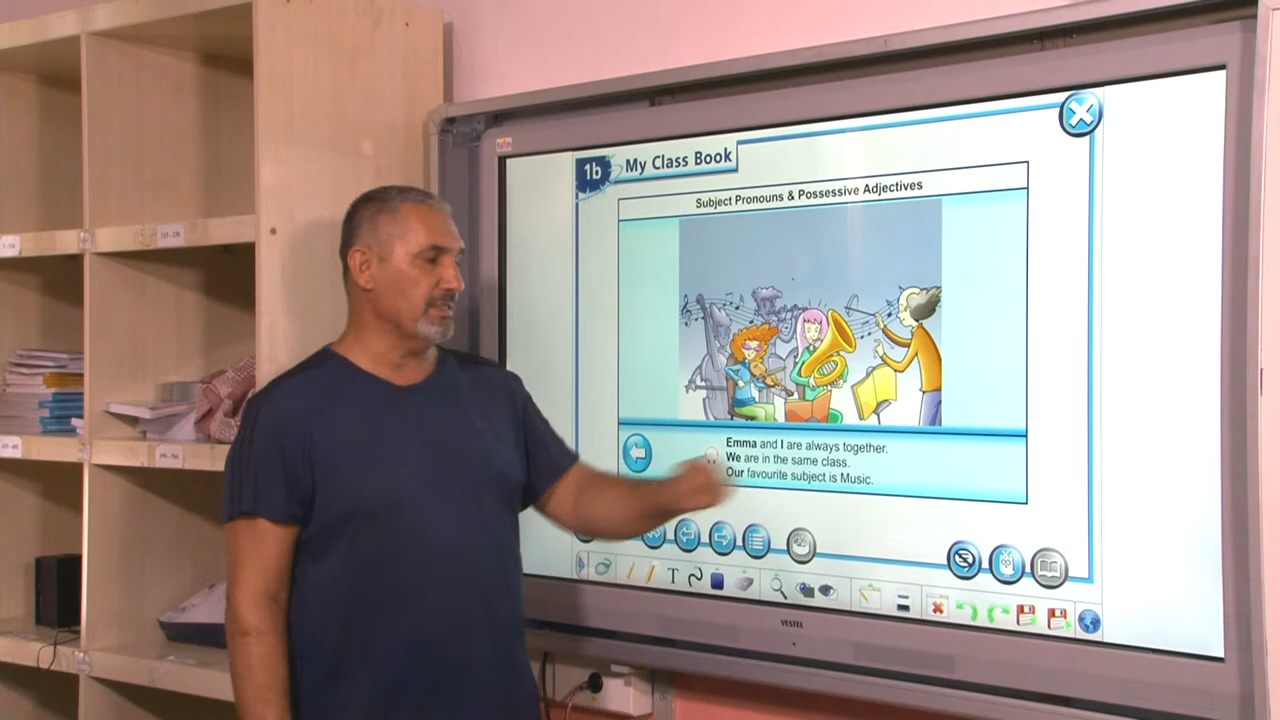 fatih
1b
My Class Book
Subject Pronouns & Possessive Adjectives
Emma and I are always together.
We are in the same class.
Our favourite subject is Music.
T
VESTEL